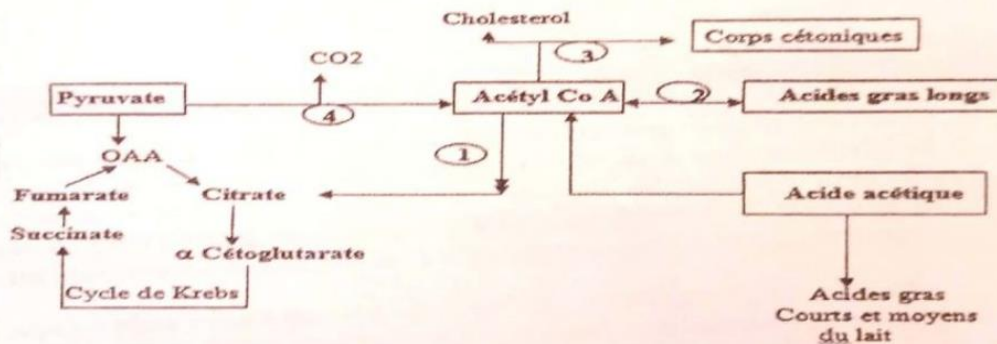 Cholesterol
3
Corps cétoniques
CO2
Pyruvate
4
Acétyl Co A
2
Acides gras longs
1
OAA
Fumarate
Citrate
Acide acétique
Succinate
α Cétoglutarate
Cycle de Krebs
Acides gras
Courts et moyens
du lait